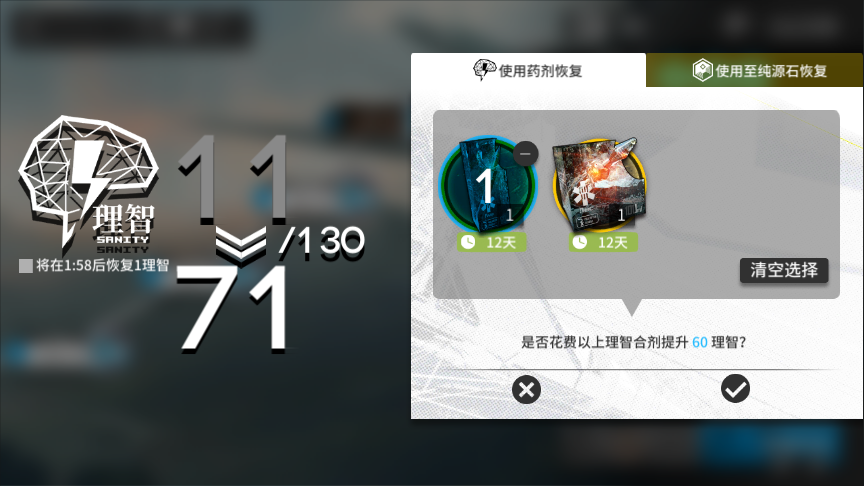 使用药剂恢复
使用至纯源石恢复
理智
SANITY
将在1:58后恢复1理智
11
/130
71
1
1
12天
1
12天
清空选择
是否花费以上理智合剂提升 60 理智?